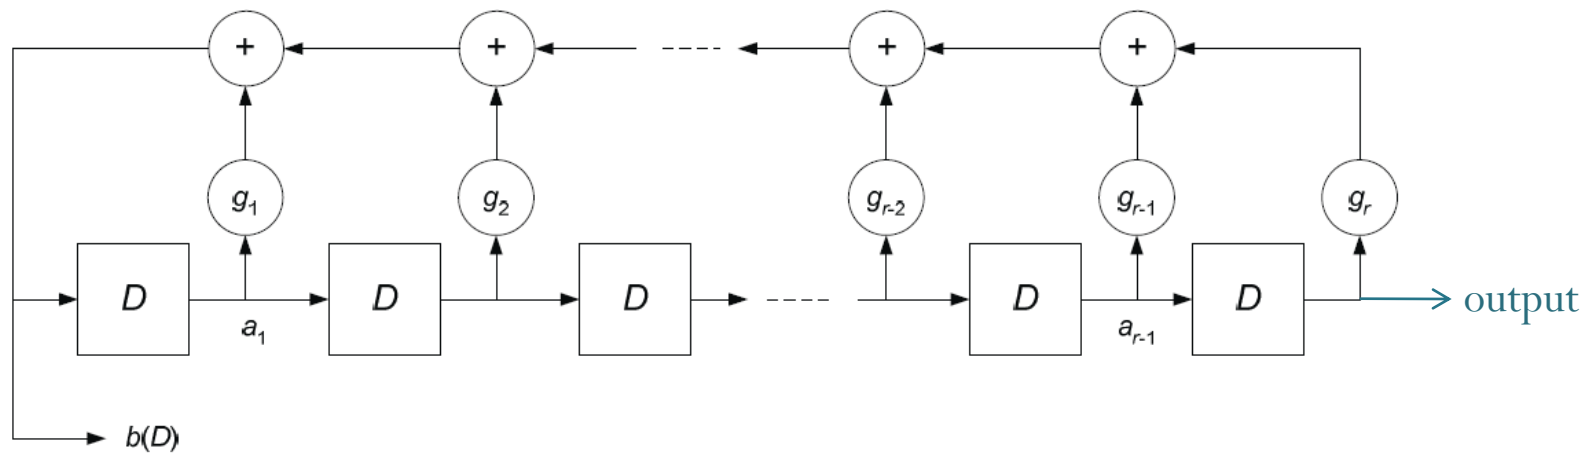 + + + +
g1 g2 gr-2 gr-1 gr
D D D D D output
a1 ar-1
b(D)